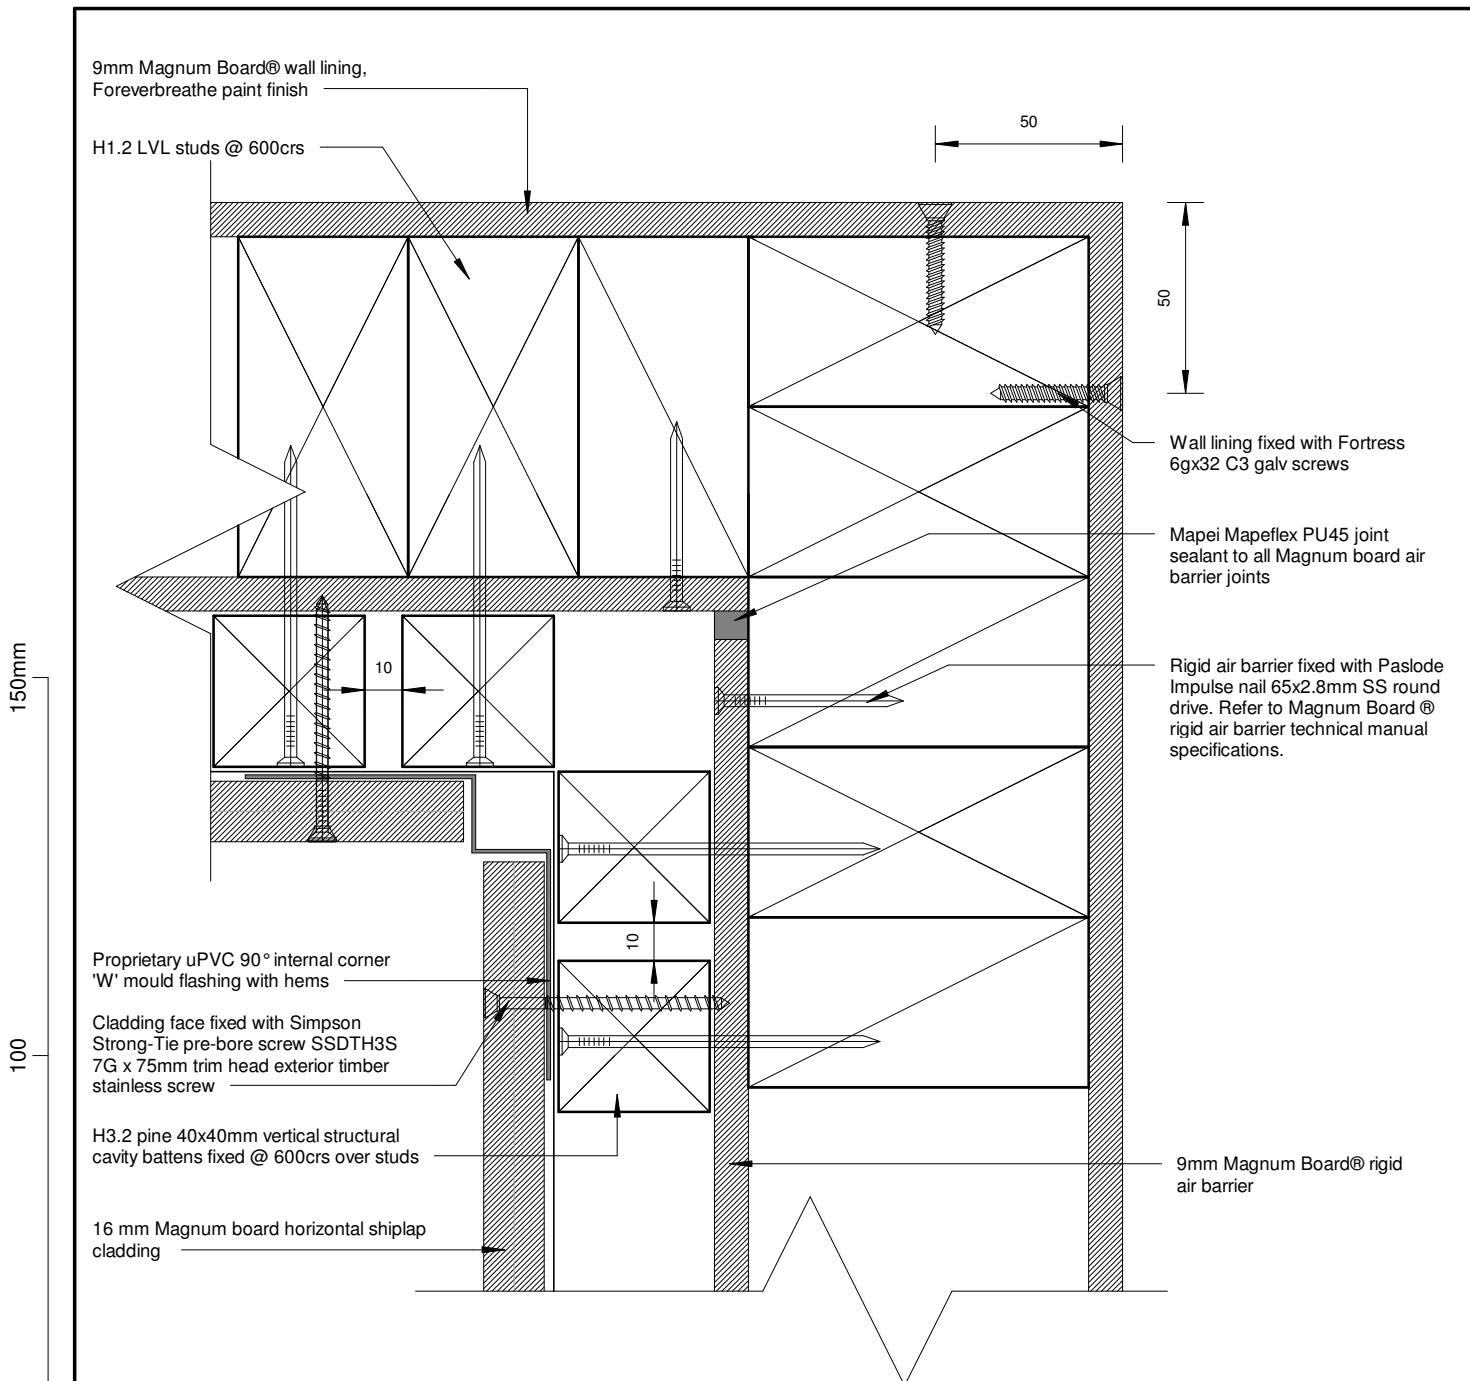 9mm Magnum Board® wall lining,
Foreverbreathe paint finish
H1.2 LVL studs @ 600crs
50
50
Wall lining fixed with Fortress
6gx32 C3 galv screws
Mapei Mapeflex PU45 joint
sealant to all Magnum board air
barrier joints
10
Rigid air barrier fixed with Paslode
Impulse nail 65x2.8mm SS round
drive. Refer to Magnum Board ®
rigid air barrier technical manual
specifications.
150mm
10
Proprietary uPVC 90° internal corner
'W' mould flashing with hems
Cladding face fixed with Simpson
Strong-Tie pre-bore screw SSDTH3S
7G x 75mm trim head exterior timber
stainless screw
100
H3.2 pine 40x40mm vertical structural
cavity battens fixed @ 600crs over studs
9mm Magnum Board® rigid
air barrier
16 mm Magnum board horizontal shiplap
cladding